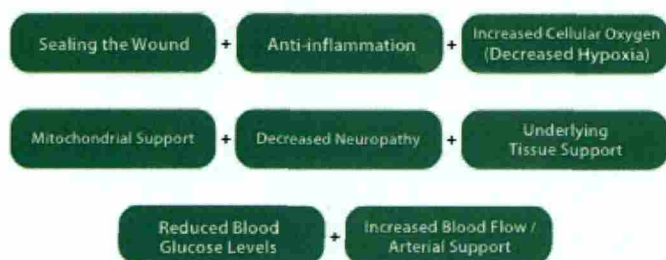 Sealing the Wound + Anti-inflammation + Increased Cellular Oxygen
(Decreased Hypoxia)
Mitochondrial Support + Decreased Neuropathy + Underlying
Tissue Support
Reduced Blood
Glucose Levels + Increased Blood Flow /
Arterial Support